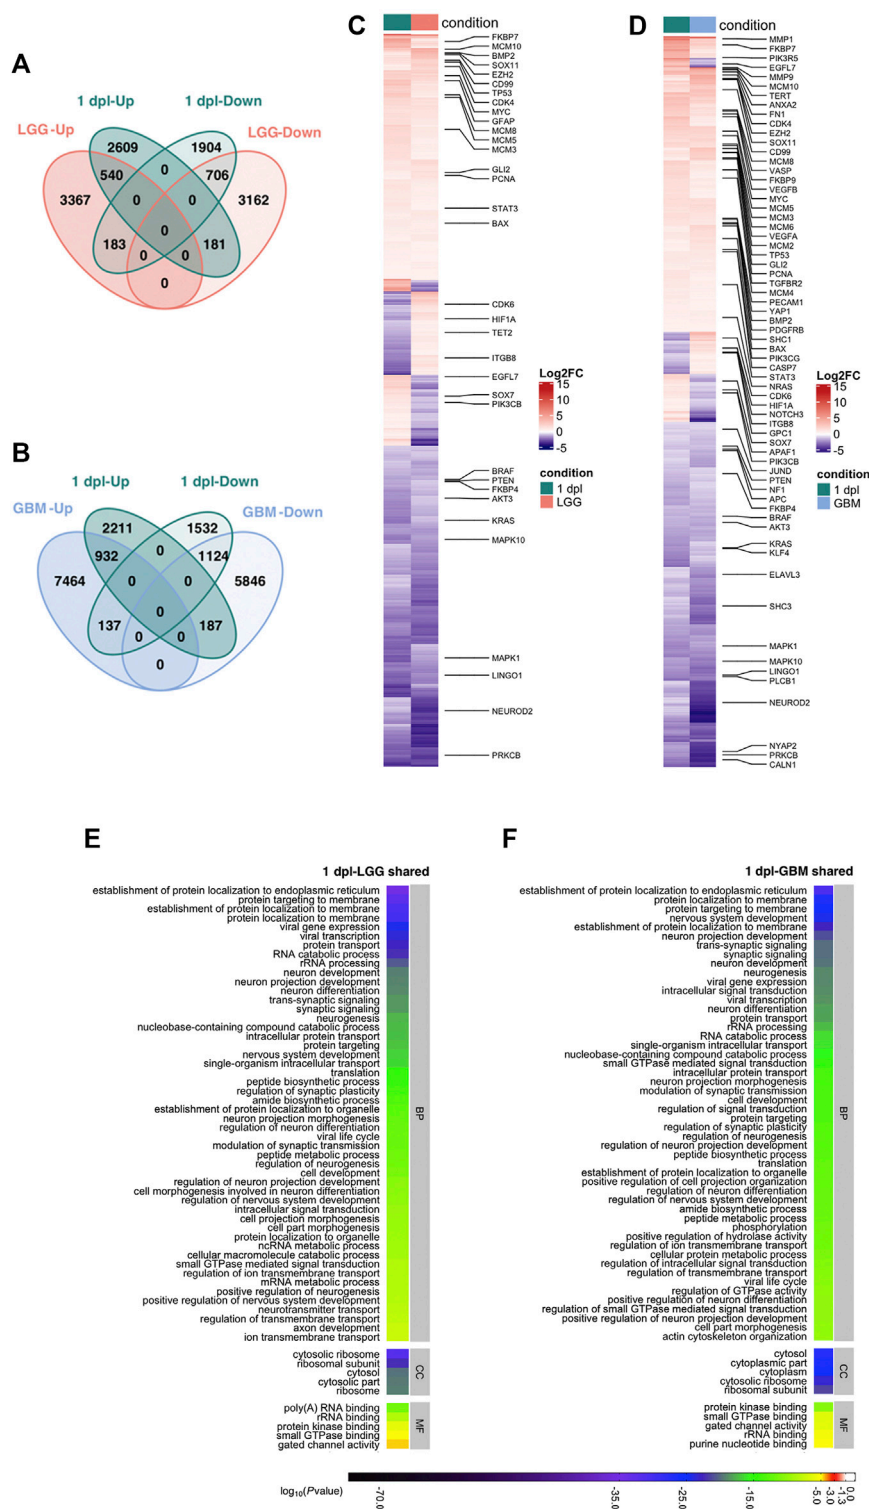 A
1 dpl-Up 1 dpl-Down
LGG-Up LGG-Down
2609 1904
540 0 706
3367 0 0 3162
0
183 0 0 181
0
B
1 dpl-Up 1 dpl-Down
GBM-Up GBM-Down
2211 1532
932 0 1124
7464 0 0 5846
0
137 0 0 187
0
C
condition
FKBP7
MCM10
BMP2
SOX11
EZH2
CD99
TP53
CDK4
MYC
GFAP
MCM8
MCM5
MCM3
GLI2
PCNA
STAT3
BAX
CDK6
HIF1A
TET2
ITGB8
EGFL7
SOX7
PIK3CB
BRAF
PTEN
FKBP4
AKT3
KRAS
MAPK10
MAPK1
LINGO1
NEUROD2
PRKCB
Log2FC
15
10
5
0
-5
condition
1 dpl
LGG
D
condition
MMP1
FKBP7
PIK3R5
EGFL7
MMP9
MCM10
TERT
ANXA2
FN1
CDK4
EZH2
SOX11
CD99
MCM8
VASP
FKBP9
VEGFB
MYC
MCM5
MCM3
MCM6
VEGFA
MCM2
TP53
GLI2
PCNA
TGFBR2
MCM4
PECAM1
YAP1
BMP2
PDGFRB
SHC1
BAX
PIK3CG
CASP7
STAT3
NRAS
CDK6
HIF1A
NOTCH3
ITGB8
GPC1
SOX7
APAF1
PIK3CB
JUND
PTEN
NF1
APC
FKBP4
BRAF
AKT3
KRAS
KLF4
ELAVL3
SHC3
MAPK1
MAPK10
LINGO1
PLCB1
NEUROD2
NYAP2
PRKCB
CALN1
Log2FC
15
10
5
0
-5
condition
1 dpl
GBM
E
1 dpl-LGG shared
establishment of protein localization to endoplasmic reticulum
protein targeting to membrane
establishment of protein localization to membrane
protein localization to membrane
viral gene expression
viral transcription
protein transport
RNA catabolic process
rRNA processing
neuron development
neuron projection development
neuron differentiation
trans-synaptic signaling
synaptic signaling
neurogenesis
nucleobase-containing compound catabolic process
intracellular protein transport
protein targeting
nervous system development
single-organism intracellular transport
translation
peptide biosynthetic process
regulation of synaptic plasticity
amide biosynthetic process
establishment of protein localization to organelle
neuron projection morphogenesis
regulation of neuron differentiation
viral life cycle
modulation of synaptic transmission
peptide metabolic process
regulation of neurogenesis
cell development
regulation of neuron projection development
cell morphogenesis involved in neuron differentiation
regulation of nervous system development
intracellular signal transduction
cell projection morphogenesis
cell part morphogenesis
protein localization to organelle
ncRNA metabolic process
cellular macromolecule catabolic process
small GTPase mediated signal transduction
regulation of ion transmembrane transport
mRNA metabolic process
positive regulation of neurogenesis
positive regulation of nervous system development
neurotransmitter transport
regulation of transmembrane transport
axon development
ion transmembrane transport
BP
cytosolic ribosome
ribosomal subunit
cytosol
cytosolic part
ribosome
CC
poly(A) RNA binding
rRNA binding
protein kinase binding
small GTPase binding
gated channel activity
MF
F
1 dpl-GBM shared
establishment of protein localization to endoplasmic reticulum
protein localization to membrane
protein targeting to membrane
nervous system development
establishment of protein localization to membrane
neuron projection development
trans-synaptic signaling
synaptic signaling
neuron development
neurogenesis
viral gene expression
intracellular signal transduction
viral transcription
neuron differentiation
protein transport
rRNA processing
RNA catabolic process
single-organism intracellular transport
nucleobase-containing compound catabolic process
small GTPase mediated signal transduction
intracellular protein transport
neuron projection morphogenesis
modulation of synaptic transmission
cell development
regulation of signal transduction
protein targeting
regulation of synaptic plasticity
regulation of neurogenesis
regulation of neuron projection development
peptide biosynthetic process
translation
establishment of protein localization to organelle
positive regulation of cell projection organization
regulation of neuron differentiation
regulation of nervous system development
amide biosynthetic process
peptide metabolic process
phosphorylation
positive regulation of hydrolase activity
regulation of ion transmembrane transport
cellular protein metabolic process
regulation of intracellular signal transduction
regulation of transmembrane transport
viral life cycle
regulation of GTPase activity
positive regulation of neuron differentiation
regulation of small GTPase mediated signal transduction
positive regulation of neuron projection development
cell part morphogenesis
actin cytoskeleton organization
BP
cytosol
cytoplasmic part
cytoplasm
cytosolic ribosome
ribosomal subunit
CC
protein kinase binding
small GTPase binding
gated channel activity
rRNA binding
purine nucleotide binding
MF
log10(Pvalue)
-70.0 -35.0 -25.0 -15.0 -5.0 -3.0 -1.3 0.0